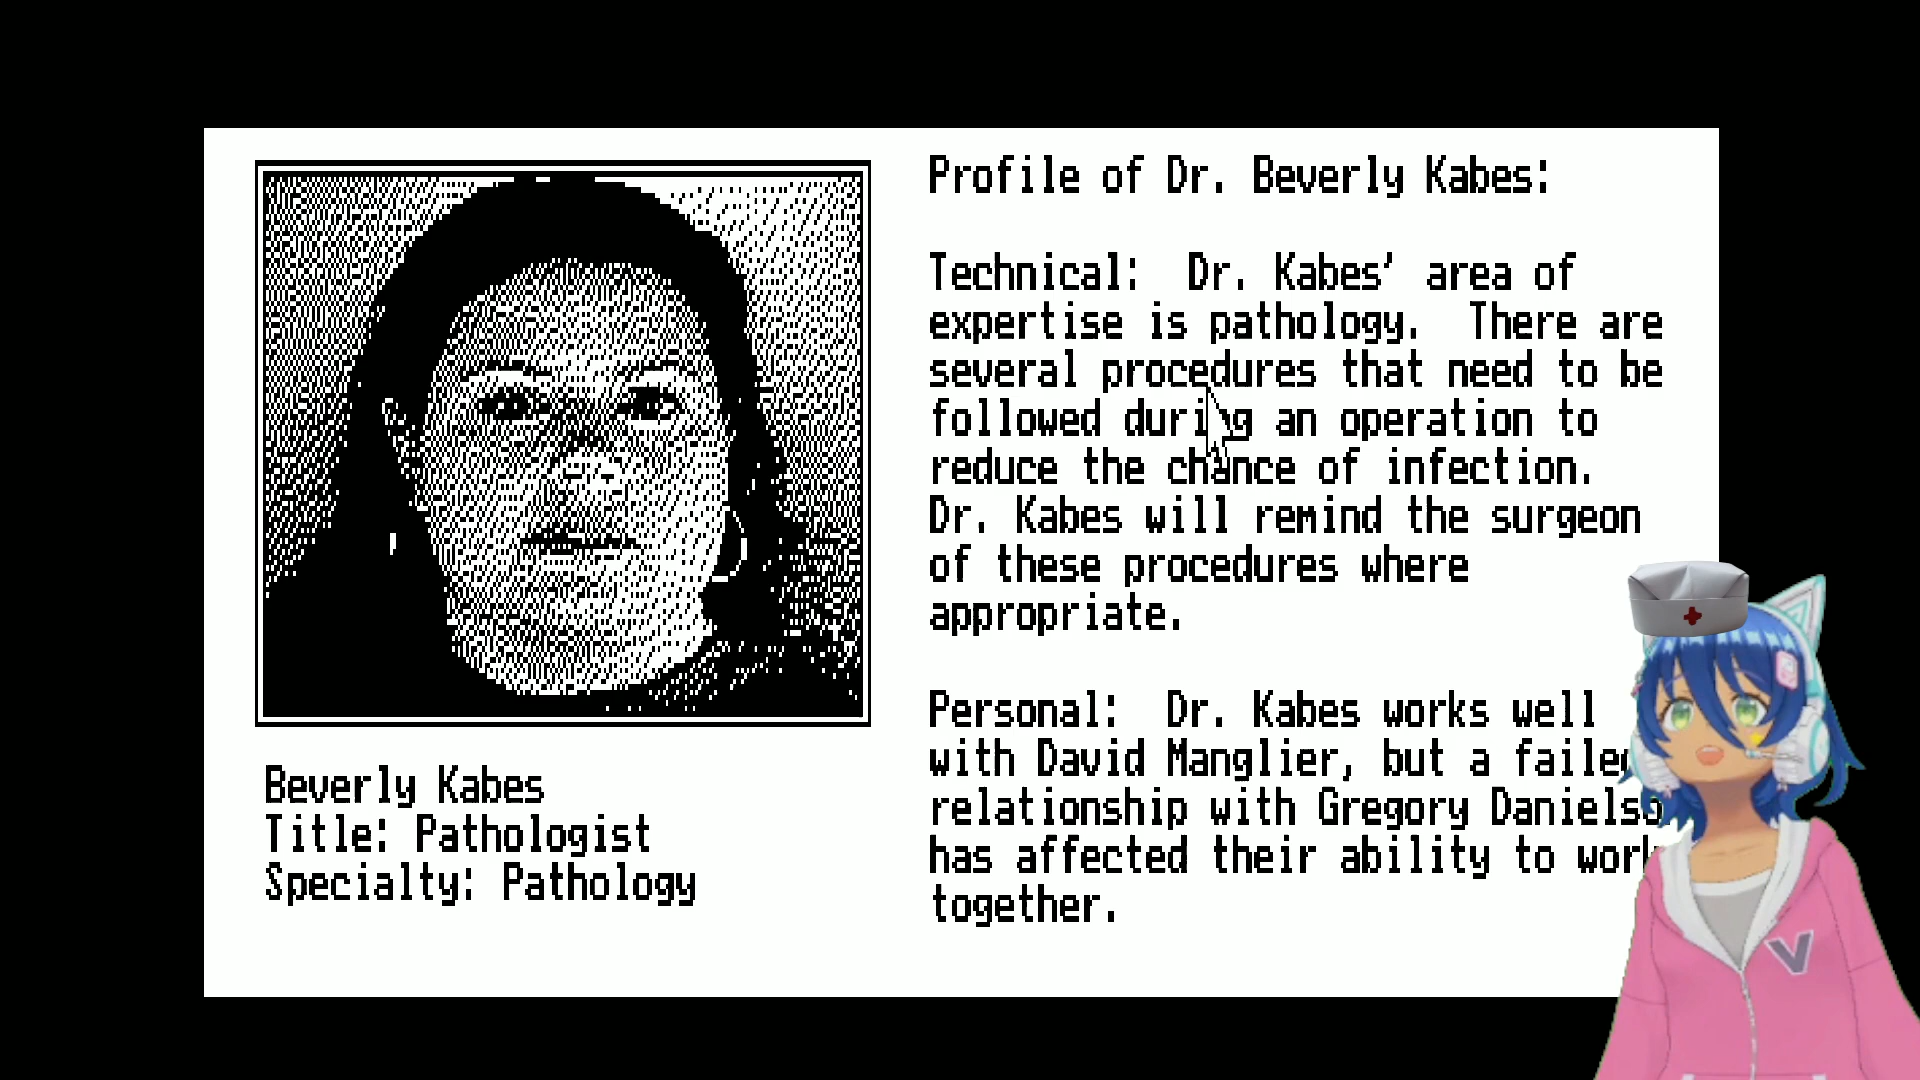 Profile of Dr. Beverly Kabes:
Technical: Dr. Kabes' area of
expertise is pathology. There are
several procedures that need to be
followed during an operation to
reduce the chance of infection.
Dr. Kabes will remind the surgeon
of these procedures where
appropriate.
Personal: Dr. Kabes works well
with David Manglier, but a failed
relationship with Gregory
has affected their ability to work
together.
Beverly Kabes
Title: Pathologist
Specialty: Pathology
V